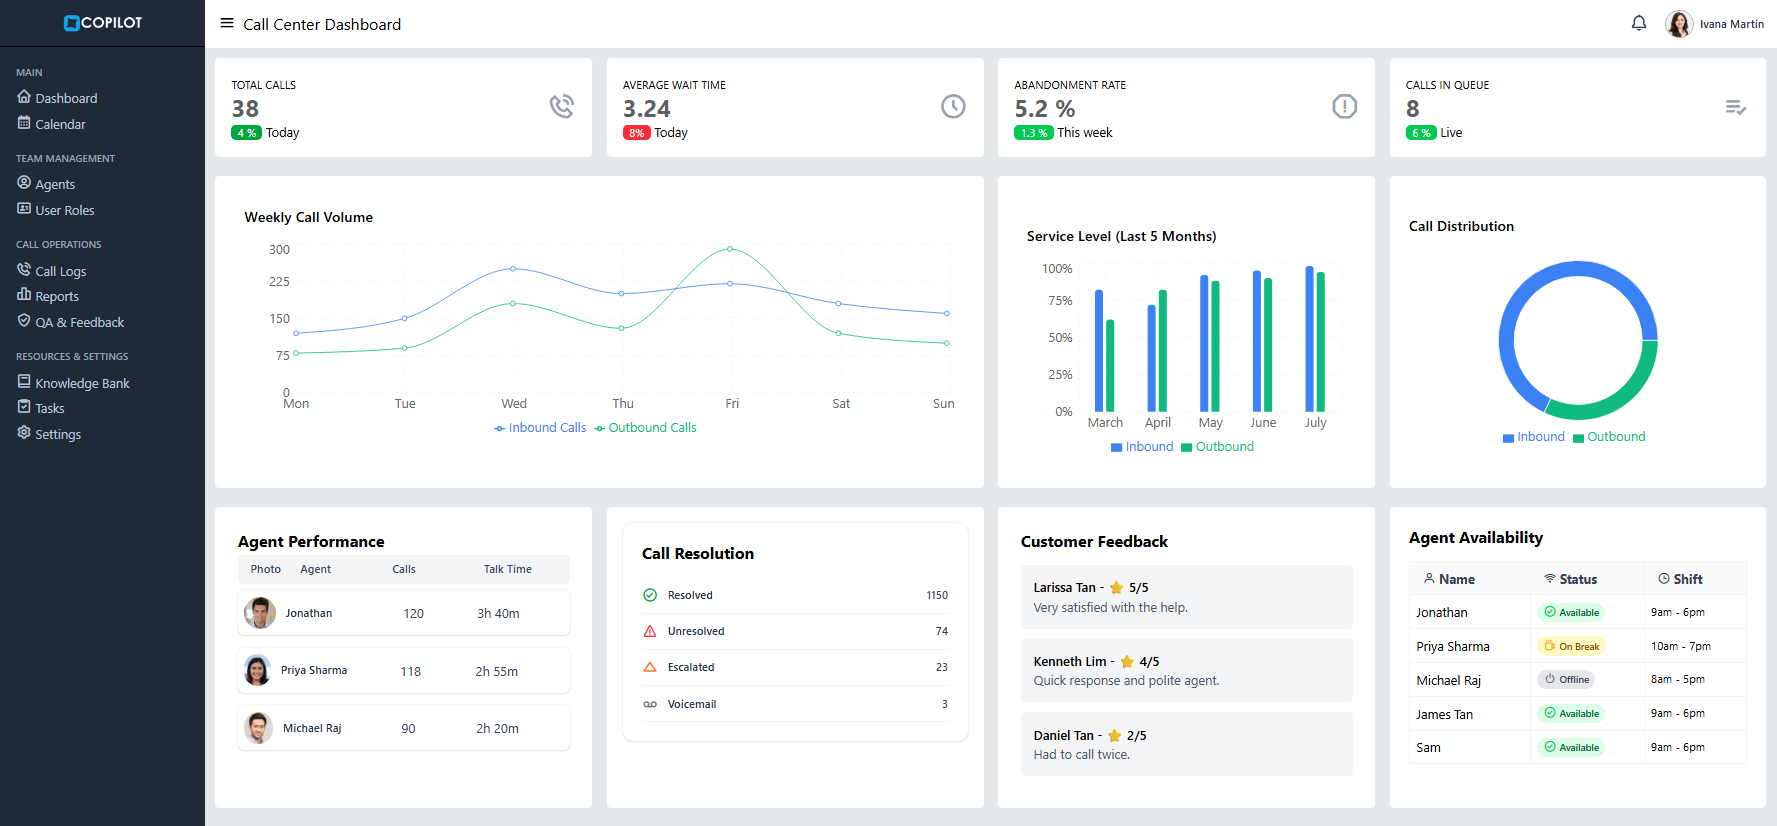 COPILOT
Call Center Dashboard
Ivana Martin
MAIN
Dashboard
Calendar
TEAM MANAGEMENT
Agents
User Roles
CALL OPERATIONS
Call Logs
Reports
QA & Feedback
RESOURCES & SETTINGS
Knowledge Bank
Tasks
Settings
TOTAL CALLS
38
4 % Today
AVERAGE WAIT TIME
3.24
8% Today
ABANDONMENT RATE
5.2 %
1.3 % This week
CALLS IN QUEUE
8
6 % Live
Weekly Call Volume
300
225
150
75
0
Mon Tue Wed Thu Fri Sat Sun
Inbound Calls Outbound Calls
Service Level (Last 5 Months)
100%
75%
50%
25%
0%
March April May June July
Inbound Outbound
Call Distribution
Inbound Outbound
Agent Performance
Photo Agent Calls Talk Time
Jonathan 120 3h 40m
Priya Sharma 118 2h 55m
Michael Raj 90 2h 20m
Call Resolution
Resolved 1150
Unresolved 74
Escalated 23
Voicemail 3
Customer Feedback
Larissa Tan - ⭐ 5/5
Very satisfied with the help.
Kenneth Lim - ⭐ 4/5
Quick response and polite agent.
Daniel Tan - ⭐ 2/5
Had to call twice.
Agent Availability
Name Status Shift
Jonathan Available 9am - 6pm
Priya Sharma On Break 10am - 7pm
Michael Raj Offline 8am - 5pm
James Tan Available 9am - 6pm
Sam Available 9am - 6pm